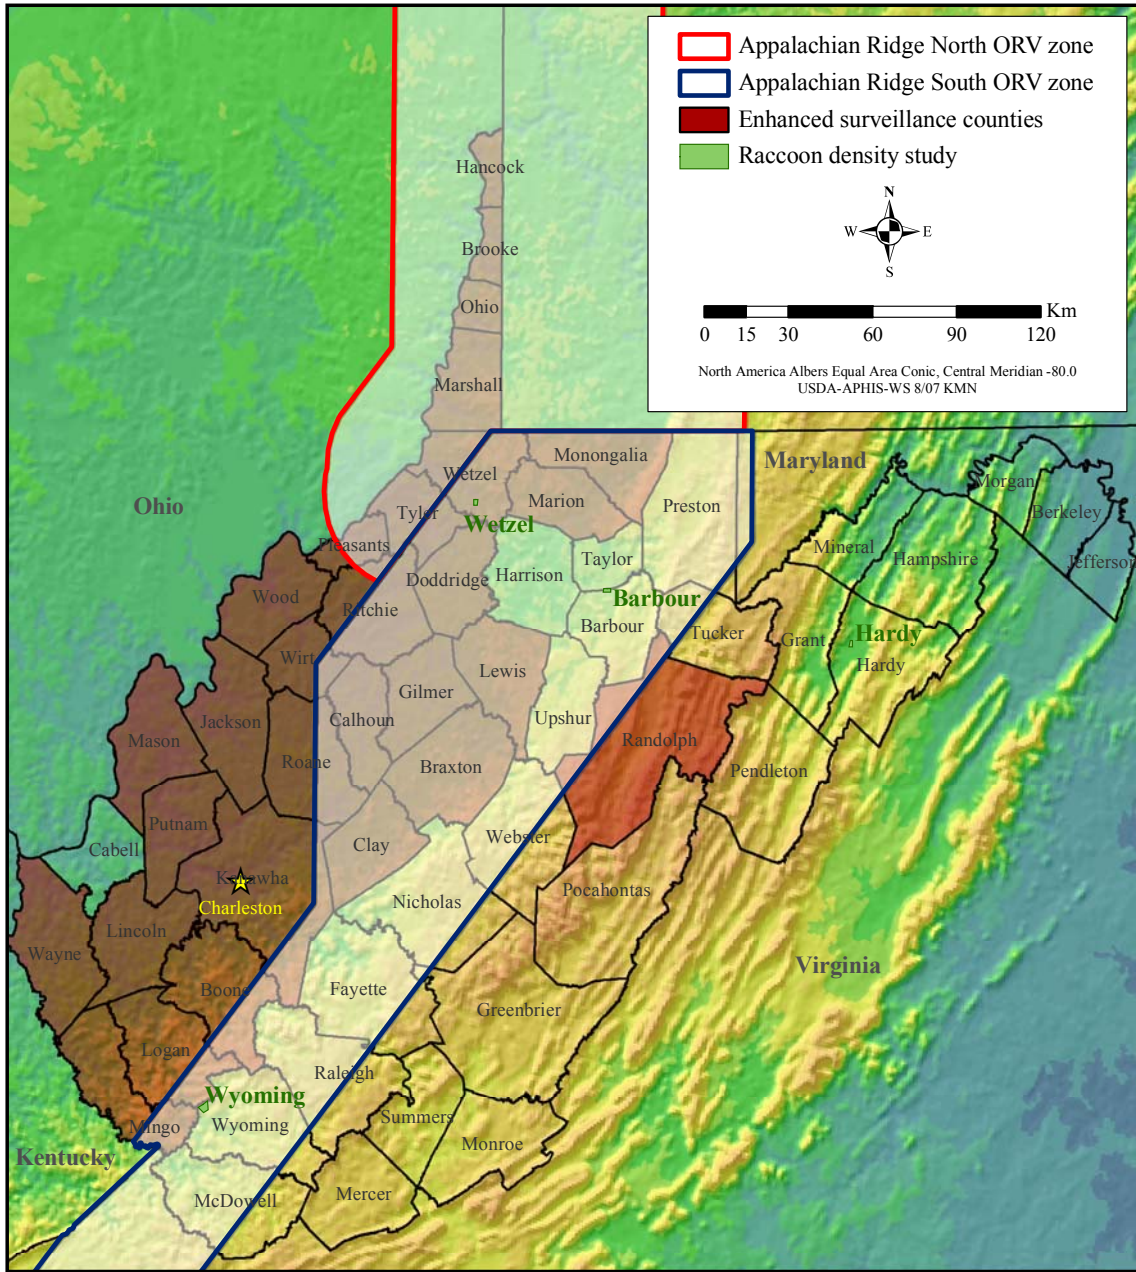 Appalachian Ridge North ORV zone
Appalachian Ridge South ORV zone
Enhanced surveillance counties
Raccoon density study
N
W E
S
Km
0 15 30 60 90 120
North America Albers Equal Area Conic, Central Meridian -80.0
USDA-APHIS-WS 8/07 KMN
Hancock
Brooke
Ohio
Marshall
Wetzel
Monongalia
Maryland
Marion
Morgan
Ohio
Tyler
Wetzel
Preston
Berkeley
Pleasants
Mineral
Hampshire
Taylor
Jefferson
Doddridge
Harrison
Wood
Ritchie
Barbour
Barbour
Tucker
Grant
Hardy
Hardy
Wirt
Lewis
Gilmer
Jackson
Calhoun
Upshur
Mason
Randolph
Roane
Braxton
Pendleton
Putnam
Cabell
Clay
Webster
Kanawha
Pocahontas
Nicholas
Charleston
Lincoln
Wayne
Virginia
Boone
Fayette
Greenbrier
Logan
Raleigh
Wyoming
Mingo
Wyoming
Summers
Monroe
Kentucky
McDowell
Mercer